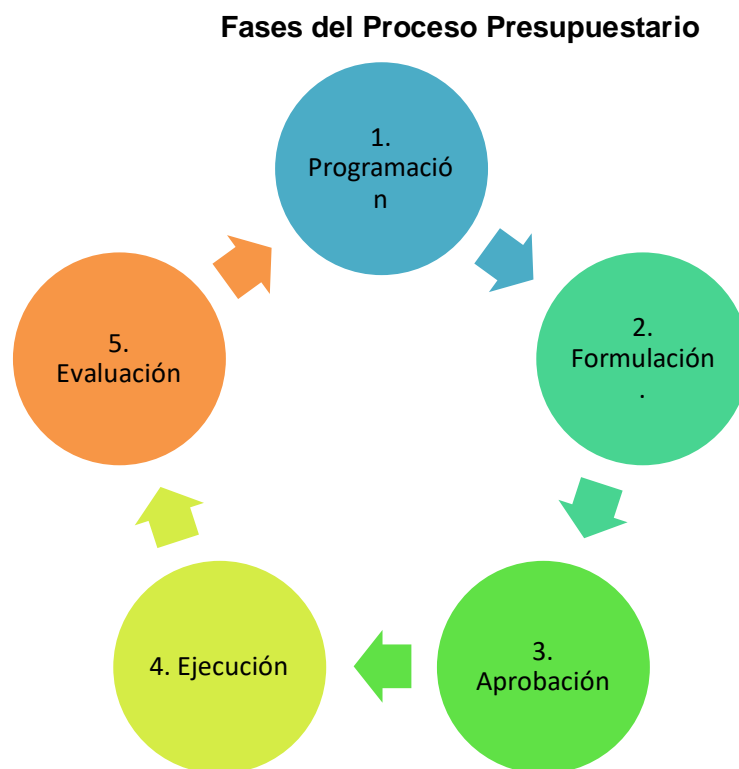 Fases del Proceso Presupuestario
1.
Programació
n
2.
Formulación
.
3.
Aprobación
4. Ejecución
5.
Evaluación